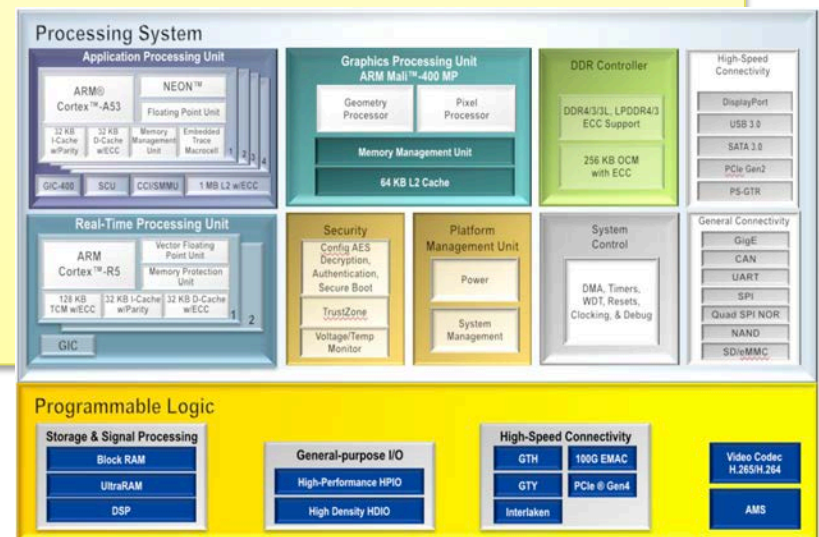 Processing System
Application Processing Unit
ARM®
Cortex™-A53
NEON™
Floating Point Unit
32 KB
I-Cache
w/Parity
32 KB
D-Cache
w/ECC
Memory
Management
Unit
Embedded
Trace
Macrocell
1
2
3
4
GIC-400
SCU
CCI/SMMU
1 MB L2 w/ECC
Graphics Processing Unit
ARM Mali™-400 MP
Geometry
Processor
Pixel
Processor
Memory Management Unit
64 KB L2 Cache
DDR Controller
DDR4/3/3L, LPDDR4/3
ECC Support
256 KB OCM
with ECC
High-Speed
Connectivity
DisplayPort
USB 3.0
SATA 3.0
PCIe Gen2
PS-GTR
Real-Time Processing Unit
ARM
Cortex™-R5
Vector Floating
Point Unit
Memory Protection
Unit
128 KB
TCM w/ECC
32 KB I-Cache
w/Parity
32 KB D-Cache
w/ECC
1
2
GIC
Security
Config AES
Decryption,
Authentication,
Secure Boot
TrustZone
Voltage/Temp
Monitor
Platform
Management Unit
Power
System
Management
System
Control
DMA, Timers,
WDT, Resets,
Clocking, & Debug
General Connectivity
GigE
CAN
UART
SPI
Quad SPI NOR
NAND
SD/eMMC
Programmable Logic
Storage & Signal Processing
Block RAM
UltraRAM
DSP
General-purpose I/O
High-Performance HPIO
High Density HDIO
High-Speed Connectivity
GTH
100G EMAC
GTY
PCIe ® Gen4
Interlaken
Video Codec
H.265/H.264
AMS